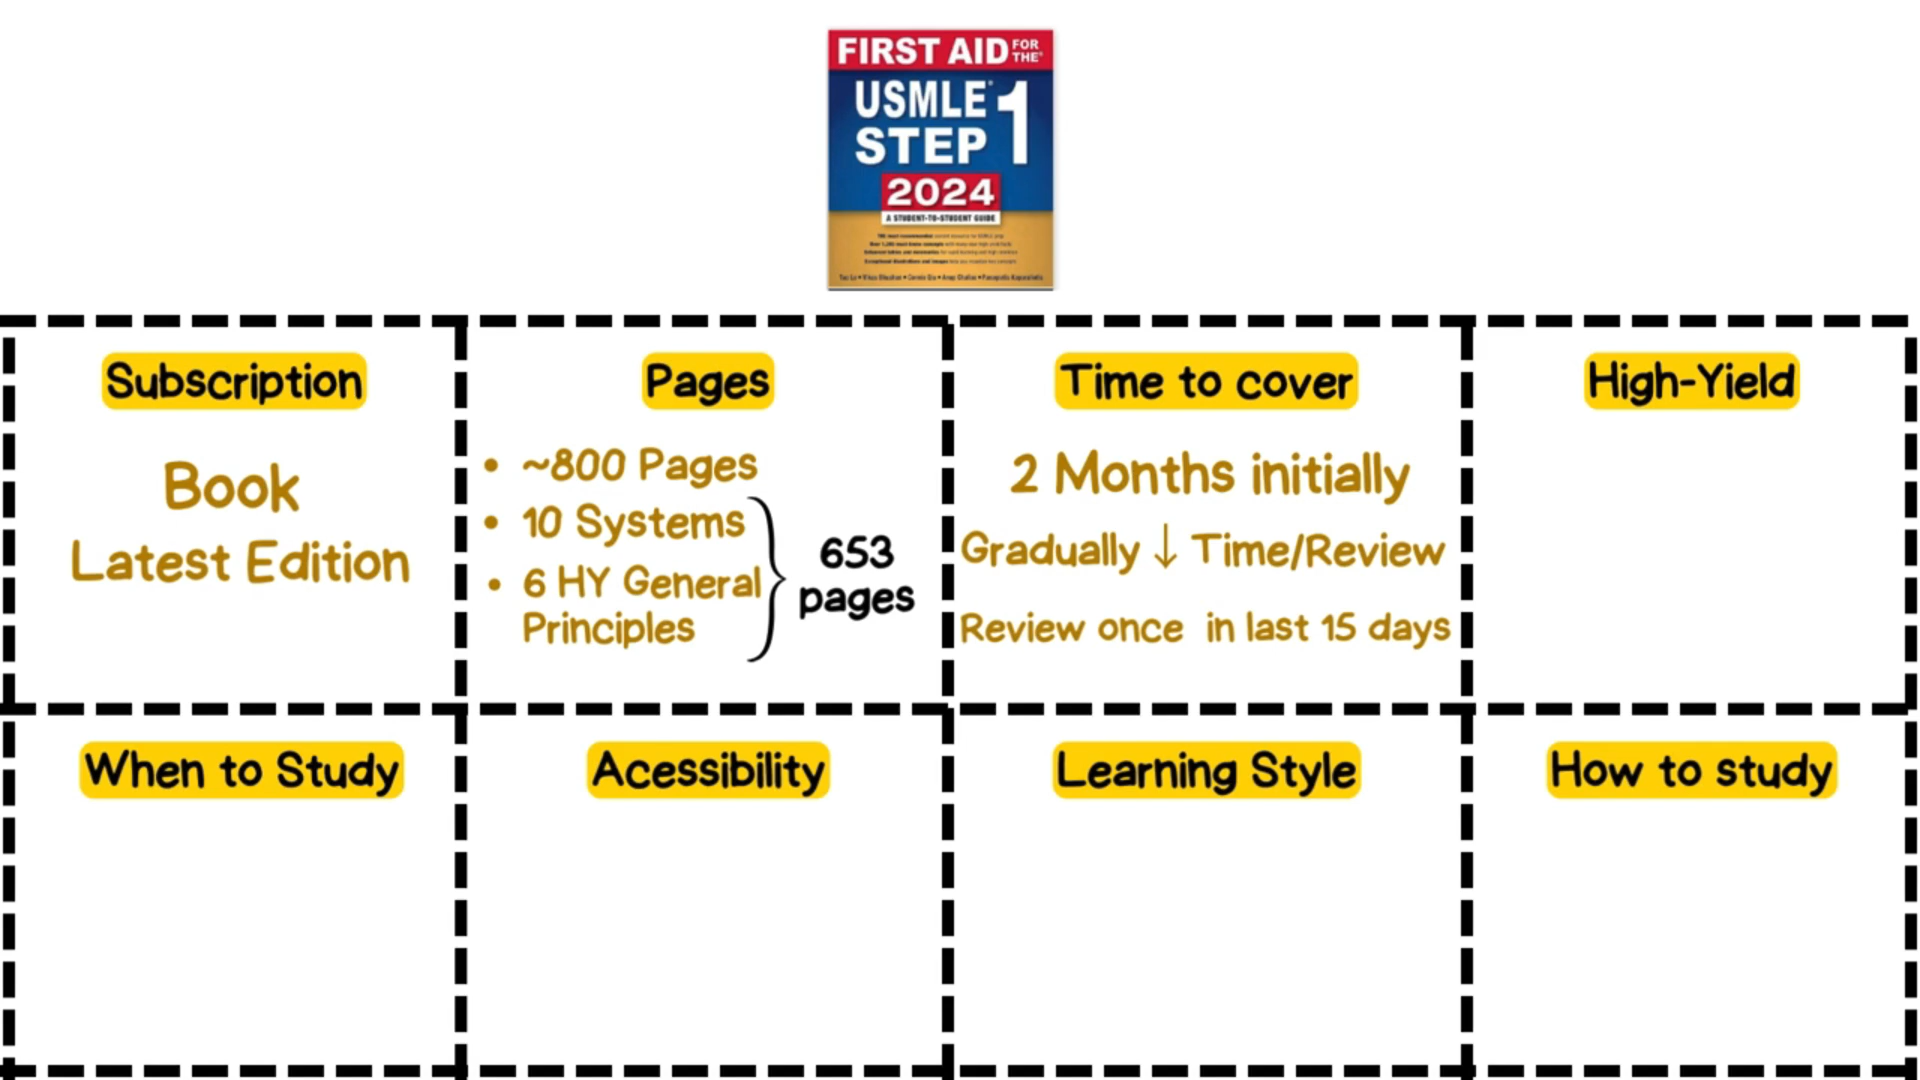 FIRST AID FOR THE
USMLE
STEP 1
2024
A STUDENT-TO-STUDENT GUIDE
Subscription
Book
Latest Edition
Pages
• ~800 Pages
• 10 Systems
• 6 HY General
Principles
653
pages
Time to cover
2 Months initially
Gradually ↓ Time/Review
Review once in last 15 days
High-Yield
When to Study
Acessibility
Learning Style
How to study